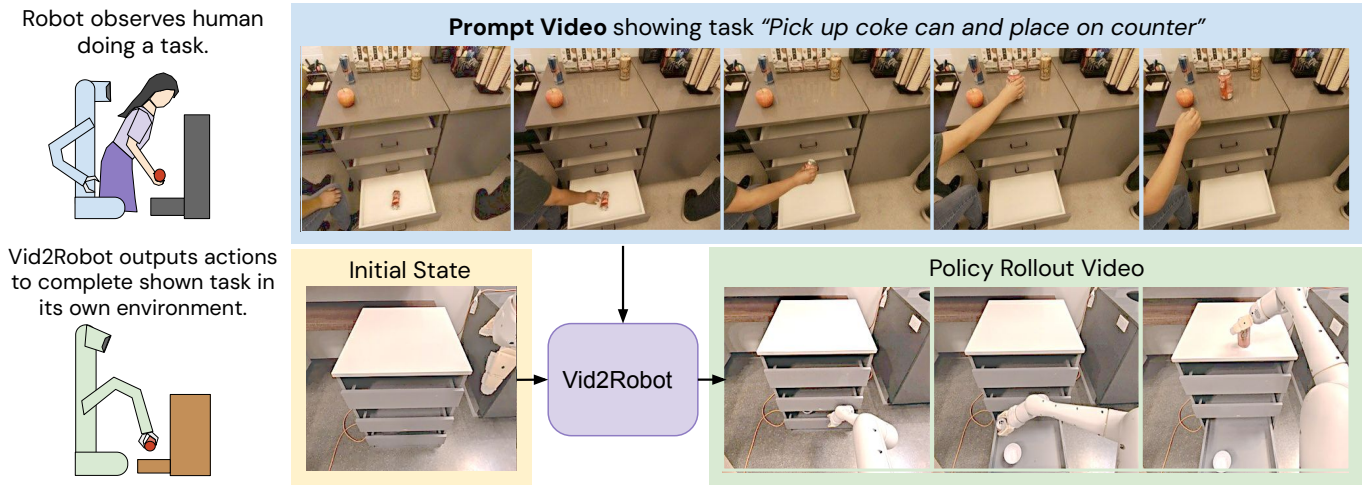 Robot observes human
doing a task.
Prompt Video showing task “Pick up coke can and place on counter”
Vid2Robot outputs actions
to complete shown task in
its own environment.
Initial State
Vid2Robot
Policy Rollout Video